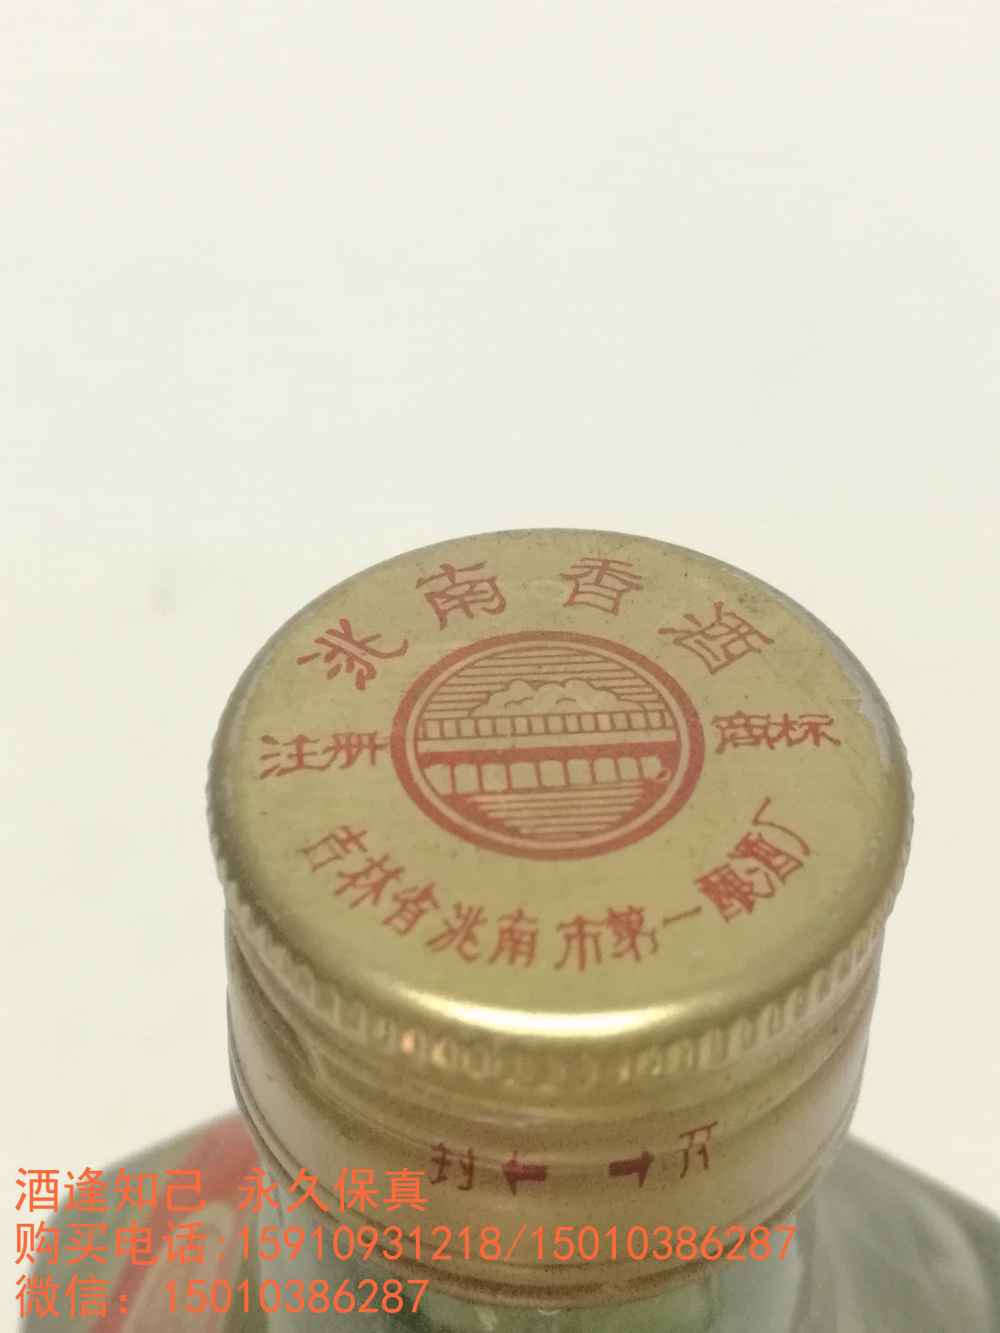 洮南香酒
注册 商标
吉林省洮南市第一酿酒厂
封 ← → 开
酒逢知己 永久保真
购买电话:15910931218/15010386287
微信：15010386287